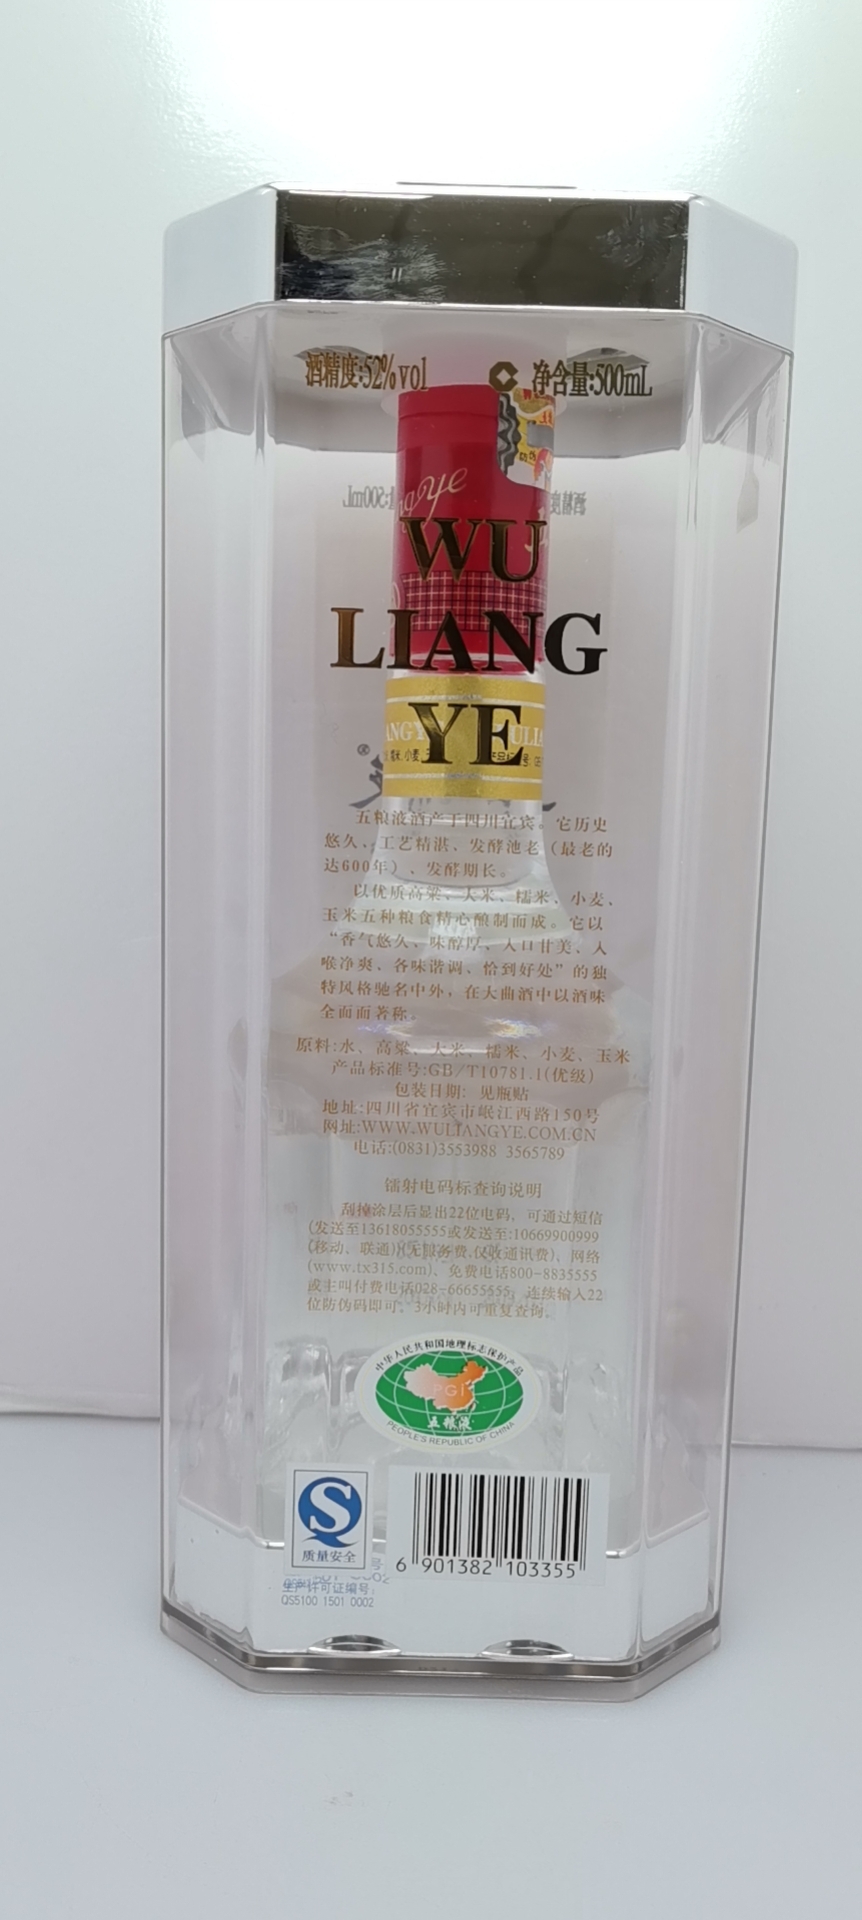 酒精度:52%vol 净含量:500mL
WU
LIANG
YE
五粮液酒产于四川宜宾。它历史
悠久、工艺精湛、发酵池老（最老的
达600年）、发酵期长。
以优质高粱、大米、糯米、小麦、
玉米五种粮食精心酿制而成。它以
“香气悠久、味醇厚、入口甘美、入
喉净爽、各味谐调、恰到好处”的独
特风格驰名中外，在大曲酒中以酒味
全面而著称。
原料:水、高粱、大米、糯米、小麦、玉米
产品标准号:GB/T10781.1(优级)
包装日期: 见瓶贴
地址:四川省宜宾市岷江西路150号
网址:WWW.WULIANGYE.COM.CN
电话:(0831)3553988 3565789
镭射电码标查询说明
刮掉涂层后显出22位电码，可通过短信
(发送至13618055555或发送至:10669900999
(移动、联通)(无服务费,仅收通讯费)、网络
(www.tx315.com)、免费电话800-8835555
或主叫付费电话028-66655555，连续输入22
位防伪码即可。3小时内可重复查询。
中华人民共和国地理标志保护产品
PGI
五粮液
PEOPLE'S REPUBLIC OF CHINA
质量安全
6 901382 103355
生产许可证编号:
QS5100 1501 0002